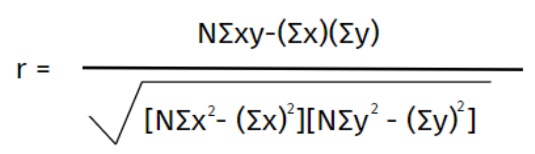 NΣxy-(Σx)(Σy)
r =
√[NΣx²- (Σx)²][NΣy² - (Σy)²]